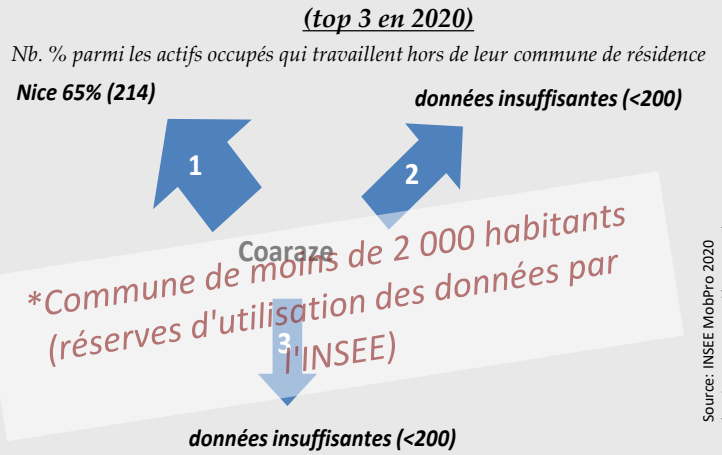 (top 3 en 2020)
Nb. % parmi les actifs occupés qui travaillent hors de leur commune de résidence
Nice 65% (214)
données insuffisantes (<200)
1
2
Coaraze
*Commune de moins de 2 000 habitants
(réserves d'utilisation des données par
l'INSEE)
3
données insuffisantes (<200)
Source: INSEE MobPro 2020